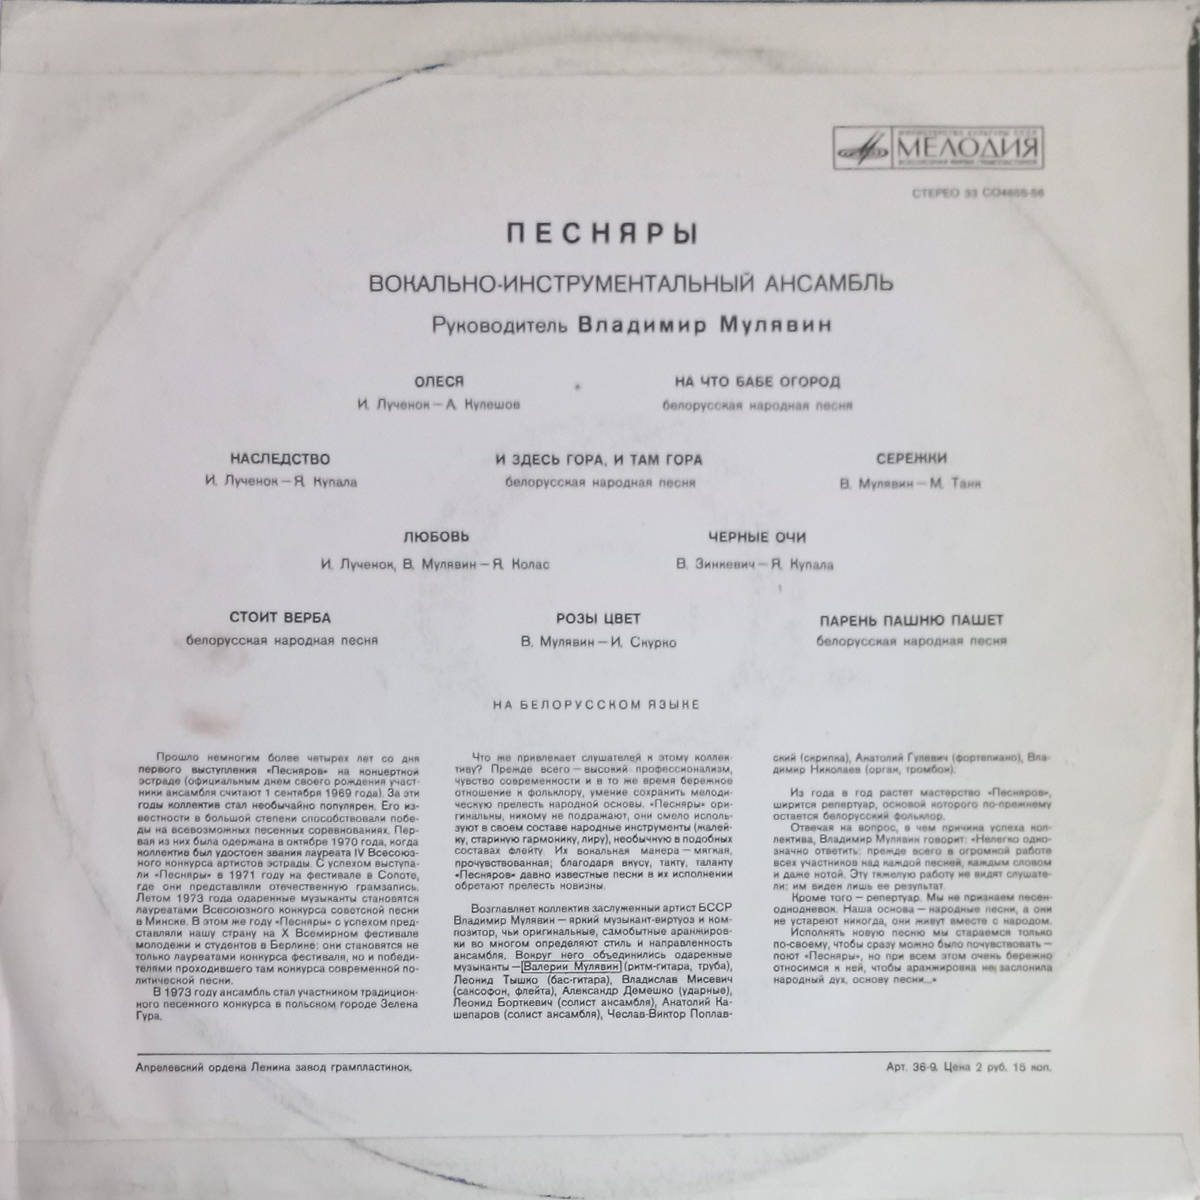 МИНИСТЕРСТВО КУЛЬТУРЫ СССР
МЕЛОДИЯ
ВСЕСОЮЗНАЯ ФИРМА ГРАМПЛАСТИНОК
СТЕРЕО 33 СО4855-56
ПЕСНЯРЫ
ВОКАЛЬНО-ИНСТРУМЕНТАЛЬНЫЙ АНСАМБЛЬ
Руководитель Владимир Мулявин
ОЛЕСЯ
И. Лученок – А. Кулешов
НА ЧТО БАБЕ ОГОРОД
белорусская народная песня
НАСЛЕДСТВО
И. Лученок – Я. Купала
И ЗДЕСЬ ГОРА, И ТАМ ГОРА
белорусская народная песня
СЕРЕЖКИ
В. Мулявин – М. Танк
ЛЮБОВЬ
И. Лученок, В. Мулявин – Я. Колас
ЧЕРНЫЕ ОЧИ
В. Зинкевич – Я. Купала
СТОИТ ВЕРБА
белорусская народная песня
РОЗЫ ЦВЕТ
В. Мулявин – И. Скурко
ПАРЕНЬ ПАШНЮ ПАШЕТ
белорусская народная песня
НА БЕЛОРУССКОМ ЯЗЫКЕ
Прошло немногим более четырех лет со дня
первого выступления «Песняров» на концертной
эстраде (официальным днем своего рождения участ-
ники ансамбля считают 1 сентября 1969 года). За эти
годы коллектив стал необычайно популярен. Его из-
вестности в большой степени способствовали побе-
ды на всевозможных песенных соревнованиях. Пер-
вая из них была одержана в октябре 1970 года, когда
коллектив был удостоен звания лауреата IV Всесоюз-
ного конкурса артистов эстрады. С успехом выступа-
ли «Песняры» в 1971 году на фестивале в Сопоте,
где они представляли отечественную грамзапись.
Летом 1973 года одаренные музыканты становятся
лауреатами Всесоюзного конкурса советской песни
в Минске. В этом же году «Песняры» с успехом пред-
ставляли нашу страну на X Всемирном фестивале
молодежи и студентов в Берлине: они становятся не
только лауреатами конкурса фестиваля, но и победи-
телями проходившего там конкурса современной по-
литической песни.
В 1973 году ансамбль стал участником традицион-
ного песенного конкурса в польском городе Зелена
Гура.
Что же привлекает слушателей к этому коллек-
тиву? Прежде всего – высокий профессионализм,
чувство современности и в то же время бережное
отношение к фольклору, умение сохранить мелоди-
ческую прелесть народной основы. «Песняры» ори-
гинальны, никому не подражают, они смело исполь-
зуют в своем составе народные инструменты (жалей-
ку, старинную гармонику, лиру), необычную в подобных
составах флейту. Их вокальная манера – мягкая,
прочувствованная; благодаря вкусу, такту, таланту
«Песняров» давно известные песни в их исполнении
обретают прелесть новизны.
Возглавляет коллектив заслуженный артист БССР
Владимир Мулявин – яркий музыкант-виртуоз и ком-
позитор, чьи оригинальные, самобытные аранжиров-
ки во многом определяют стиль и направленность
ансамбля. Вокруг него объединились одаренные
музыканты – Валерии Мулявин (ритм-гитара, труба),
Леонид Тышко (бас-гитара), Владислав Мисевич
(саксофон, флейта), Александр Демешко (ударные),
Леонид Борткевич (солист ансамбля), Анатолий Ка-
шепаров (солист ансамбля), Чеслав-Виктор Поплав-
ский (скрипка), Анатолий Гулевич (фортепиано), Вла-
димир Николаев (орган, тромбон).
Из года в год растет мастерство «Песняров»,
ширится репертуар, основой которого по-прежнему
остается белорусский фольклор.
Отвечая на вопрос, в чем причина успеха кол-
лектива, Владимир Мулявин говорит: «Нелегко одно-
значно ответить: прежде всего в огромной работе
всех участников над каждой песней, каждым словом
и даже нотой. Эту тяжелую работу не видят слушате-
ли: им виден лишь ее результат.
Кроме того – репертуар. Мы не признаем песен-
однодневок. Наша основа – народные песни, а они
не устареют никогда, они живут вместе с народом.
Исполнять новую песню мы стараемся только
по-своему, чтобы сразу можно было почувствовать –
поют «Песняры», но при всем этом очень бережно
относимся к ней, чтобы аранжировка не заслонила
народный дух, основу песни...»
Апрелевский ордена Ленина завод грампластинок.
Арт. 36-9. Цена 2 руб. 15 коп.